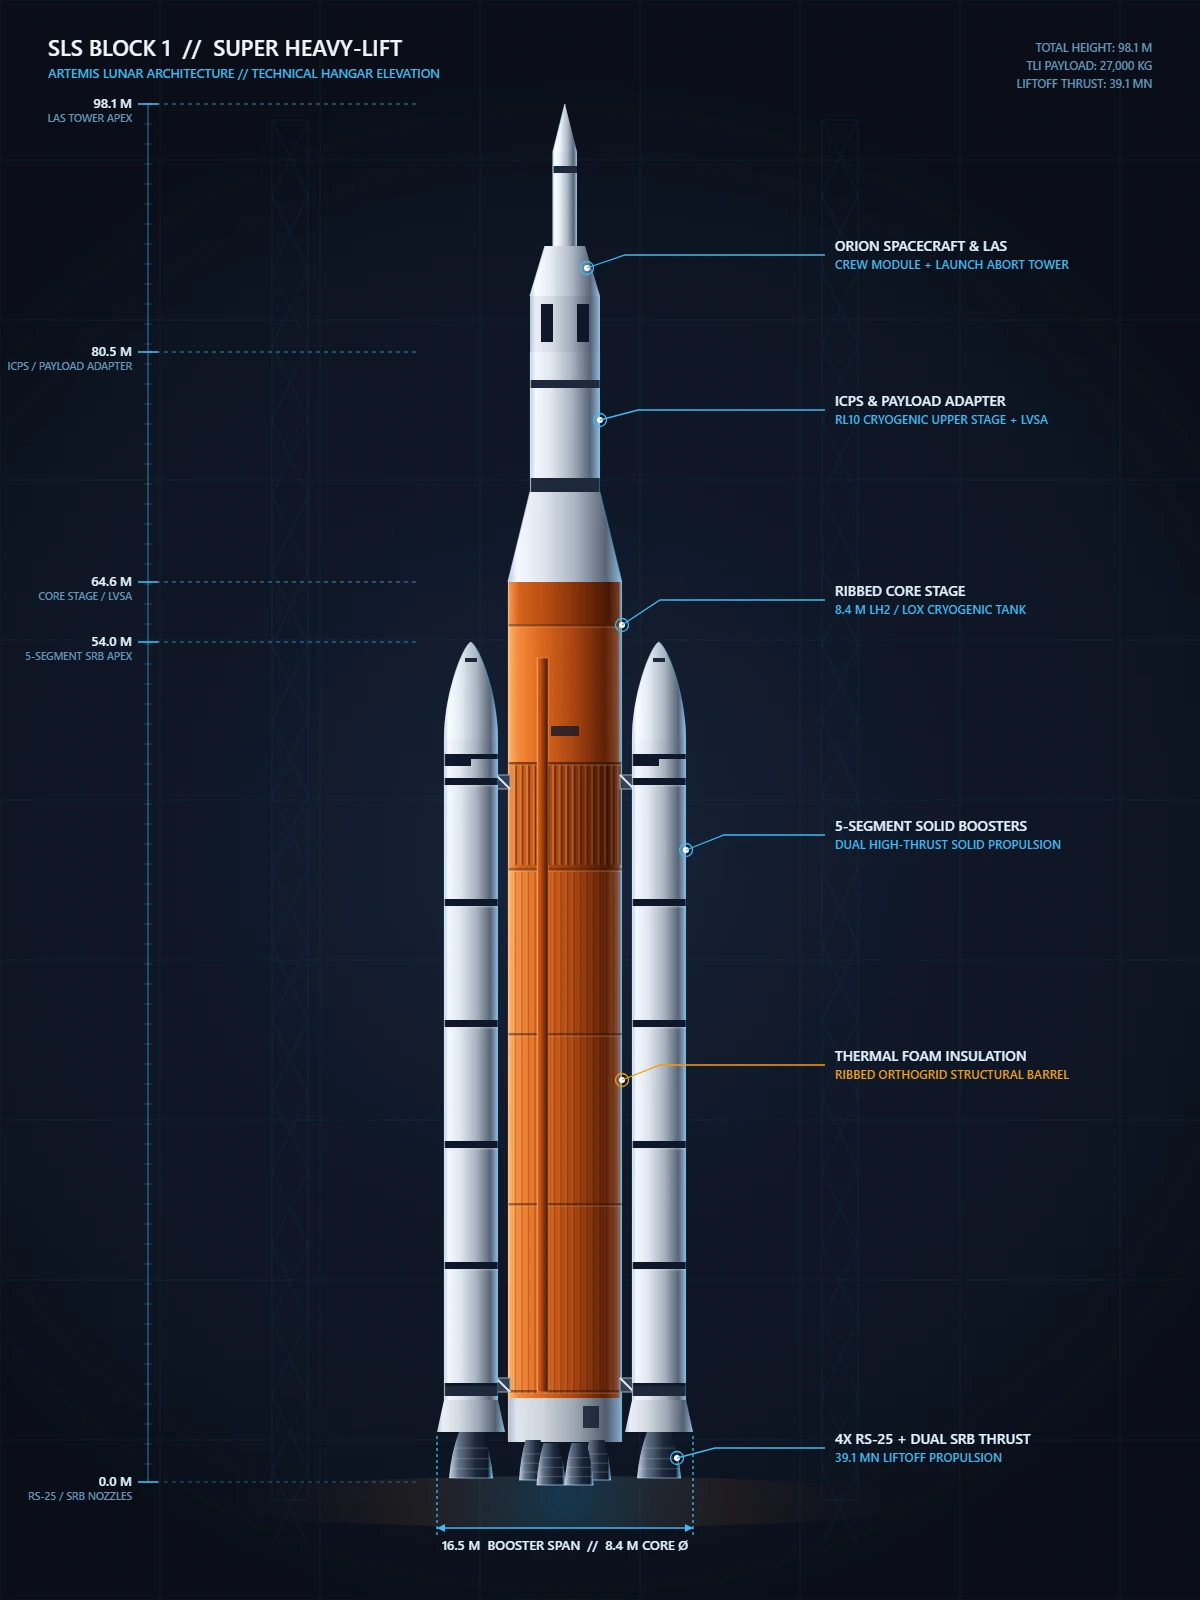 SLS BLOCK 1 // SUPER HEAVY-LIFT
ARTEMIS LUNAR ARCHITECTURE // TECHNICAL HANGAR ELEVATION
TOTAL HEIGHT: 98.1 M
TLI PAYLOAD: 27,000 KG
LIFTOFF THRUST: 39.1 MN
98.1 M
LAS TOWER APEX
ORION SPACECRAFT & LAS
CREW MODULE + LAUNCH ABORT TOWER
80.5 M
ICPS / PAYLOAD ADAPTER
ICPS & PAYLOAD ADAPTER
RL10 CRYOGENIC UPPER STAGE + LVSA
64.6 M
CORE STAGE / LVSA
RIBBED CORE STAGE
8.4 M LH2 / LOX CRYOGENIC TANK
54.0 M
5-SEGMENT SRB APEX
5-SEGMENT SOLID BOOSTERS
DUAL HIGH-THRUST SOLID PROPULSION
THERMAL FOAM INSULATION
RIBBED ORTHOGRID STRUCTURAL BARREL
4X RS-25 + DUAL SRB THRUST
39.1 MN LIFTOFF PROPULSION
0.0 M
RS-25 / SRB NOZZLES
16.5 M BOOSTER SPAN // 8.4 M CORE Ø